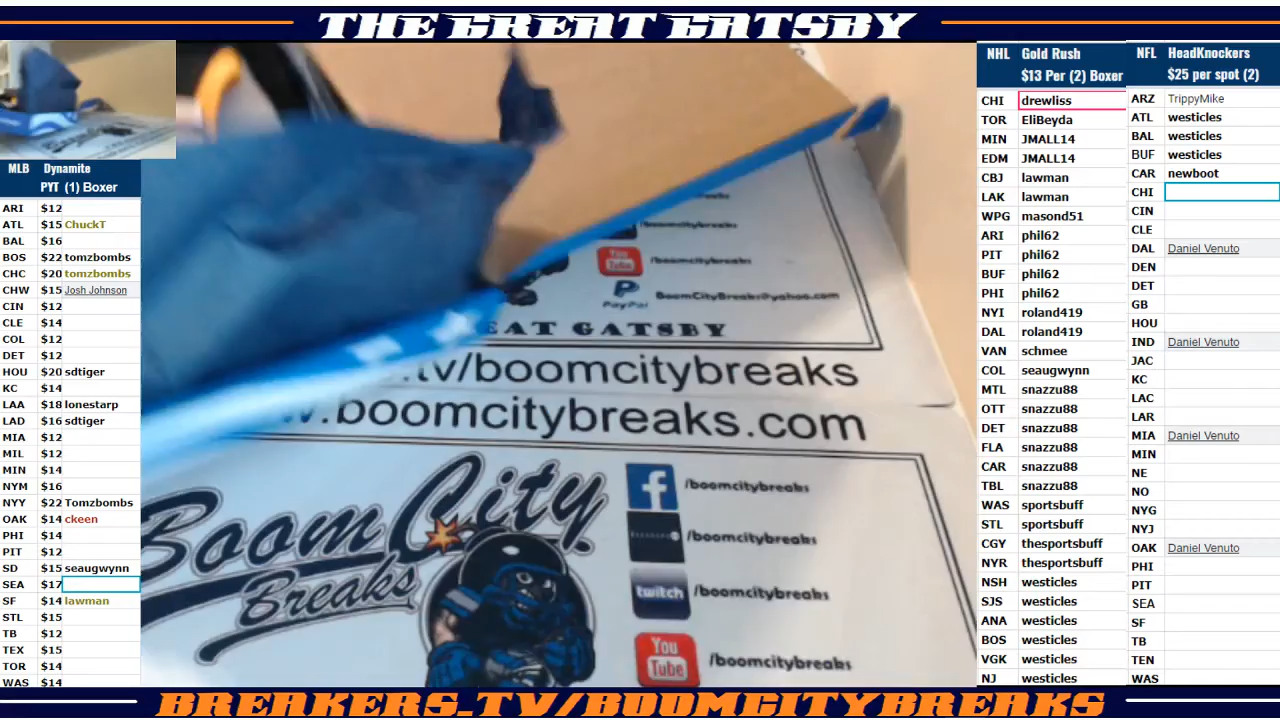 THE GREAT GATSBY
MLB Dynamite
PYT (1) Boxer
ARI $12
ATL $15 ChuckT
BAL $16
BOS $22 tomzbombs
CHC $20 tomzbombs
CHW $15 Josh Johnson
CIN $12
CLE $14
COL $12
DET $12
HOU $20 sdtiger
KC $14
LAA $18 lonestarp
LAD $16 sdtiger
MIA $12
MIL $12
MIN $14
NYM $16
NYY $22 Tomzbombs
OAK $14 ckeen
PHI $14
PIT $12
SD $15 seaugwynn
SEA $17
SF $14 lawman
STL $15
TB $12
TEX $15
TOR $14
WAS $14
/boomcitybreaks
You Tube /boomcitybreaks
PayPal BoomCityBreaks@yahoo.com
EAT GATSBY
.tv/boomcitybreaks
w.boomcitybreaks.com
Boom City Breaks
/boomcitybreaks
/boomcitybreaks
twitch /boomcitybreaks
You Tube /boomcitybreaks
NHL Gold Rush
$13 Per (2) Boxer
CHI drewliss
TOR EliBeyda
MIN JMALL14
EDM JMALL14
CBJ lawman
LAK lawman
WPG masond51
ARI phil62
PIT phil62
BUF phil62
PHI phil62
NYI roland419
DAL roland419
VAN schmee
COL seaugwynn
MTL snazzu88
OTT snazzu88
DET snazzu88
FLA snazzu88
CAR snazzu88
TBL snazzu88
WAS sportsbuff
STL sportsbuff
CGY thesportsbuff
NYR thesportsbuff
NSH westicles
SJS westicles
ANA westicles
BOS westicles
VGK westicles
NJ westicles
NFL HeadKnockers
$25 per spot (2)
ARZ TrippyMike
ATL westicles
BAL westicles
BUF westicles
CAR newboot
CHI
CIN
CLE
DAL Daniel Venuto
DEN
DET
GB
HOU
IND Daniel Venuto
JAC
KC
LAC
LAR
MIA Daniel Venuto
MIN
NE
NO
NYG
NYJ
OAK Daniel Venuto
PHI
PIT
SEA
SF
TB
TEN
WAS
BREAKERS.TV/BOOMCITYBREAKS